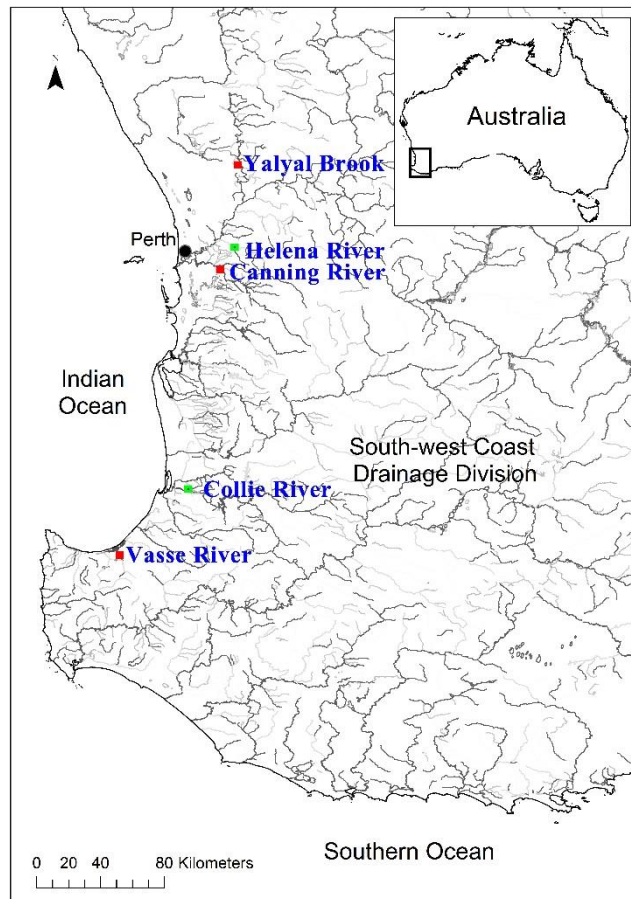 Australia
Yalyal Brook
Perth
Helena River
Canning River
Indian
Ocean
South-west Coast
Drainage Division
Collie River
Vasse River
0 20 40 80 Kilometers
Southern Ocean